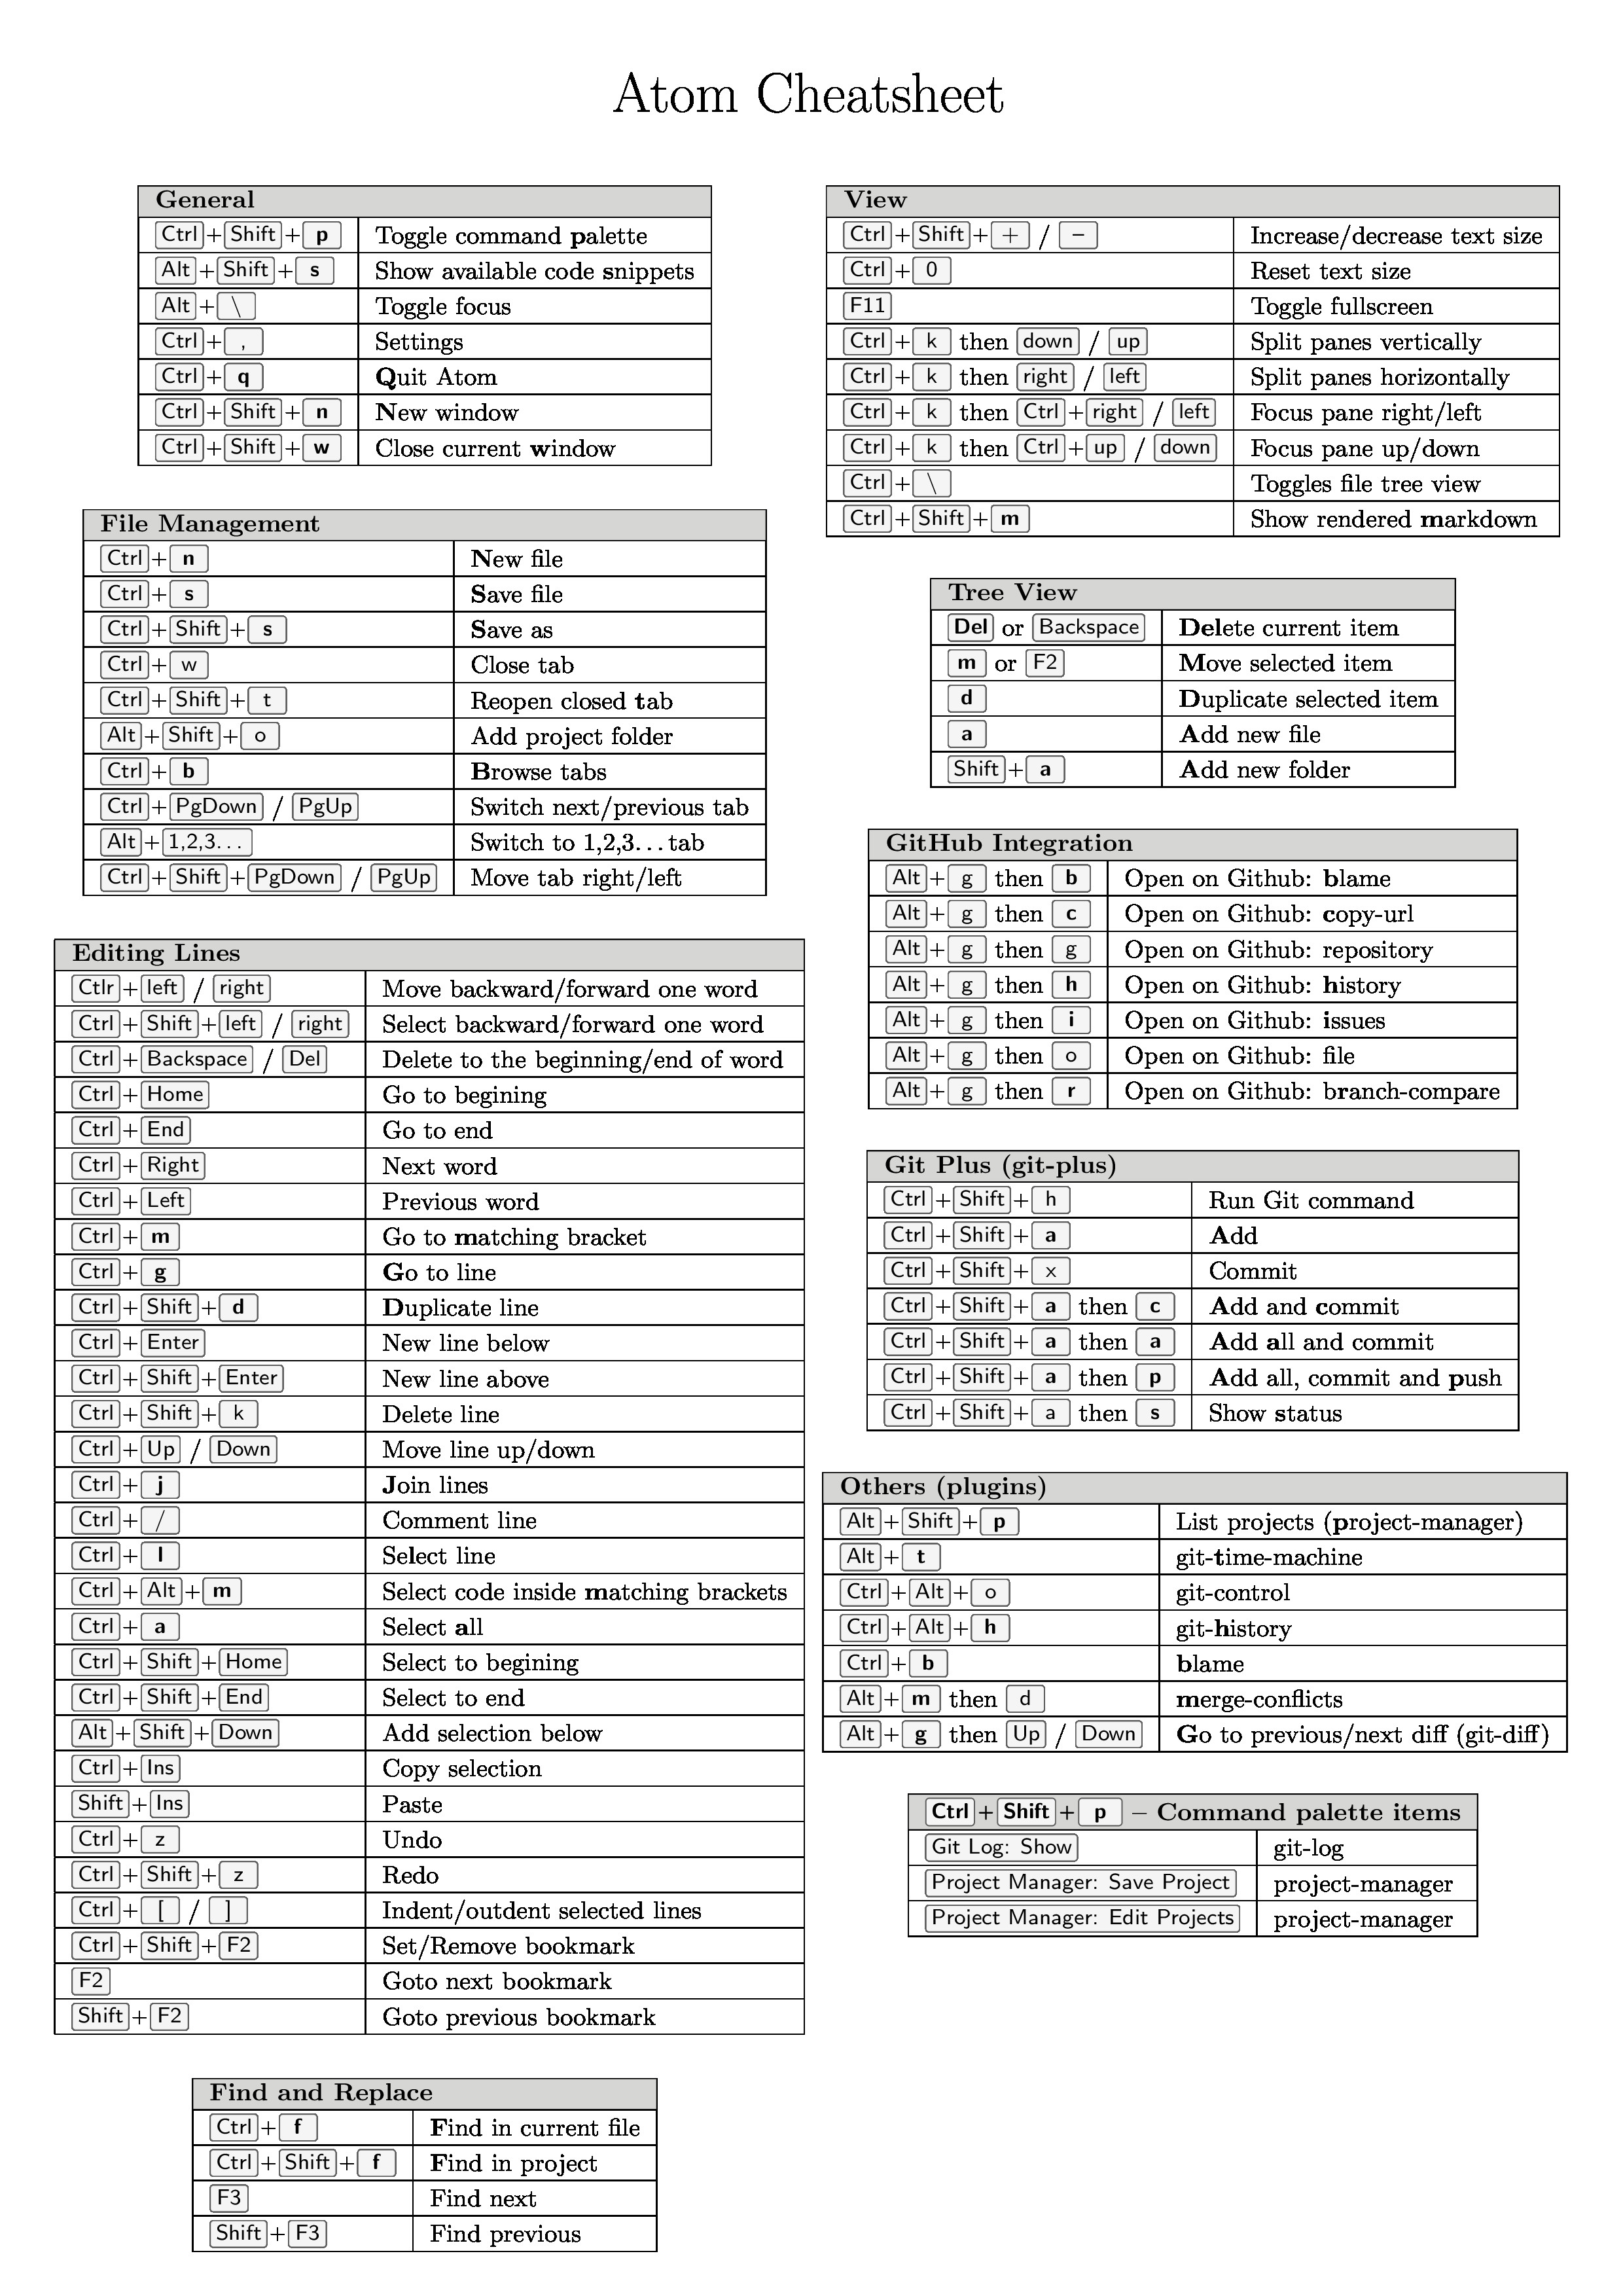 Atom Cheatsheet
General
Ctrl+Shift+p Toggle command palette
Alt+Shift+s Show available code snippets
Alt+\ Toggle focus
Ctrl+, Settings
Ctrl+q Quit Atom
Ctrl+Shift+n New window
Ctrl+Shift+w Close current window
File Management
Ctrl+n New file
Ctrl+s Save file
Ctrl+Shift+s Save as
Ctrl+w Close tab
Ctrl+Shift+t Reopen closed tab
Alt+Shift+o Add project folder
Ctrl+b Browse tabs
Ctrl+PgDown / PgUp Switch next/previous tab
Alt+1,2,3... Switch to 1,2,3...tab
Ctrl+Shift+PgDown / PgUp Move tab right/left
Editing Lines
Ctlr+left / right Move backward/forward one word
Ctrl+Shift+left / right Select backward/forward one word
Ctrl+Backspace / Del Delete to the beginning/end of word
Ctrl+Home Go to begining
Ctrl+End Go to end
Ctrl+Right Next word
Ctrl+Left Previous word
Ctrl+m Go to matching bracket
Ctrl+g Go to line
Ctrl+Shift+d Duplicate line
Ctrl+Enter New line below
Ctrl+Shift+Enter New line above
Ctrl+Shift+k Delete line
Ctrl+Up / Down Move line up/down
Ctrl+j Join lines
Ctrl+/ Comment line
Ctrl+l Select line
Ctrl+Alt+m Select code inside matching brackets
Ctrl+a Select all
Ctrl+Shift+Home Select to begining
Ctrl+Shift+End Select to end
Alt+Shift+Down Add selection below
Ctrl+Ins Copy selection
Shift+Ins Paste
Ctrl+z Undo
Ctrl+Shift+z Redo
Ctrl+[ / ] Indent/outdent selected lines
Ctrl+Shift+F2 Set/Remove bookmark
F2 Goto next bookmark
Shift+F2 Goto previous bookmark
Find and Replace
Ctrl+f Find in current file
Ctrl+Shift+f Find in project
F3 Find next
Shift+F3 Find previous
View
Ctrl+Shift++ / − Increase/decrease text size
Ctrl+0 Reset text size
F11 Toggle fullscreen
Ctrl+k then down / up Split panes vertically
Ctrl+k then right / left Split panes horizontally
Ctrl+k then Ctrl+right / left Focus pane right/left
Ctrl+k then Ctrl+up / down Focus pane up/down
Ctrl+\ Toggles file tree view
Ctrl+Shift+m Show rendered markdown
Tree View
Del or Backspace Delete current item
m or F2 Move selected item
d Duplicate selected item
a Add new file
Shift+a Add new folder
GitHub Integration
Alt+g then b Open on Github: blame
Alt+g then c Open on Github: copy-url
Alt+g then g Open on Github: repository
Alt+g then h Open on Github: history
Alt+g then i Open on Github: issues
Alt+g then o Open on Github: file
Alt+g then r Open on Github: branch-compare
Git Plus (git-plus)
Ctrl+Shift+h Run Git command
Ctrl+Shift+a Add
Ctrl+Shift+x Commit
Ctrl+Shift+a then c Add and commit
Ctrl+Shift+a then a Add all and commit
Ctrl+Shift+a then p Add all, commit and push
Ctrl+Shift+a then s Show status
Others (plugins)
Alt+Shift+p List projects (project-manager)
Alt+t git-time-machine
Ctrl+Alt+o git-control
Ctrl+Alt+h git-history
Ctrl+b blame
Alt+m then d merge-conflicts
Alt+g then Up / Down Go to previous/next diff (git-diff)
Ctrl+Shift+p – Command palette items
Git Log: Show git-log
Project Manager: Save Project project-manager
Project Manager: Edit Projects project-manager